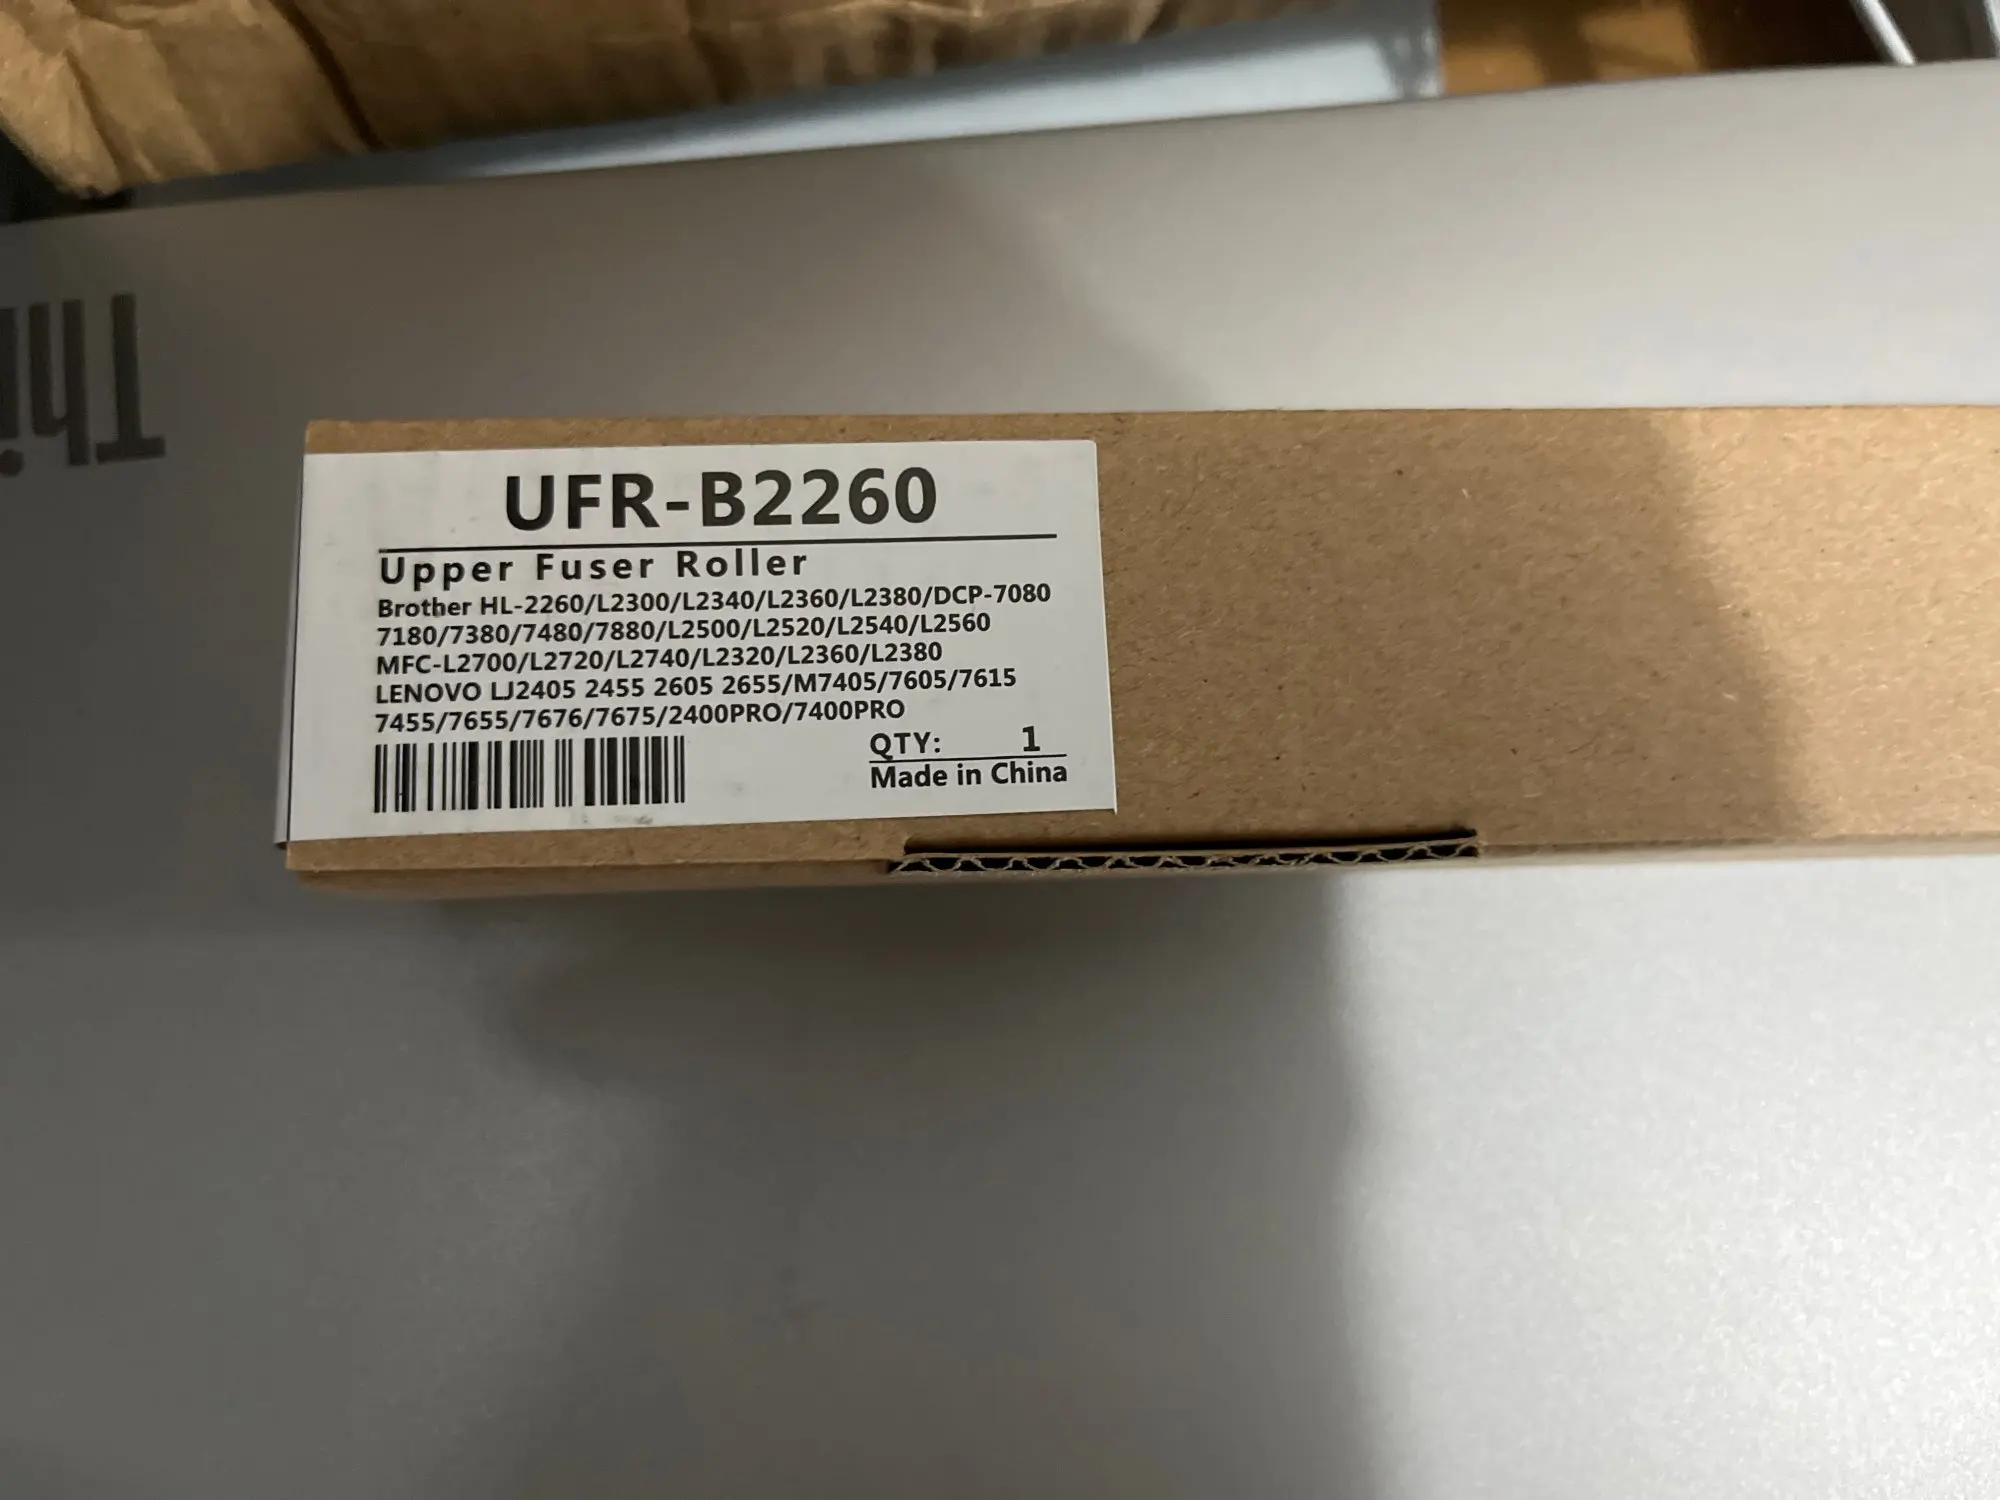 Thi
UFR-B2260
Upper Fuser Roller
Brother HL-2260/L2300/L2340/L2360/L2380/DCP-7080
7180/7380/7480/7880/L2500/L2520/L2540/L2560
MFC-L2700/L2720/L2740/L2320/L2360/L2380
LENOVO LJ2405 2455 2605 2655/M7405/7605/7615
7455/7655/7676/7675/2400PRO/7400PRO
QTY: 1
Made in China